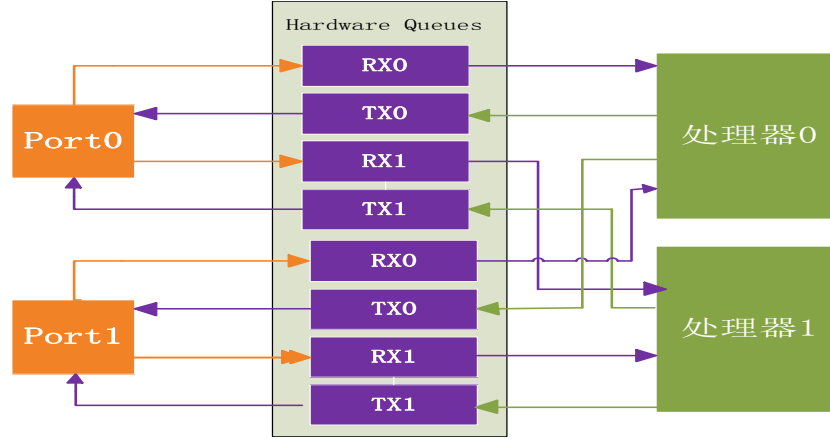 Hardware Queues
RX0
TX0
RX1
TX1
Port0
处理器0
RX0
TX0
RX1
TX1
Port1
处理器1